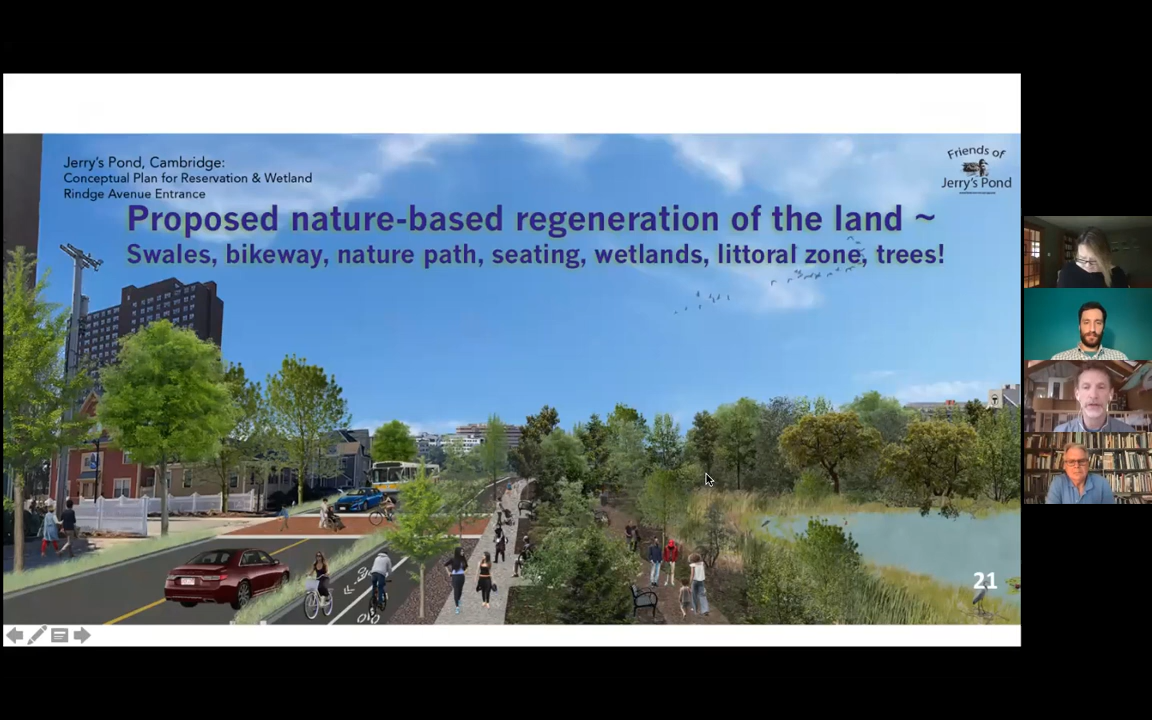 Jerry's Pond, Cambridge:
Conceptual Plan for Reservation & Wetland
Rindge Avenue Entrance
Friends of
Jerry's Pond
Proposed nature-based regeneration of the land ~
Swales, bikeway, nature path, seating, wetlands, littoral zone, trees!
21